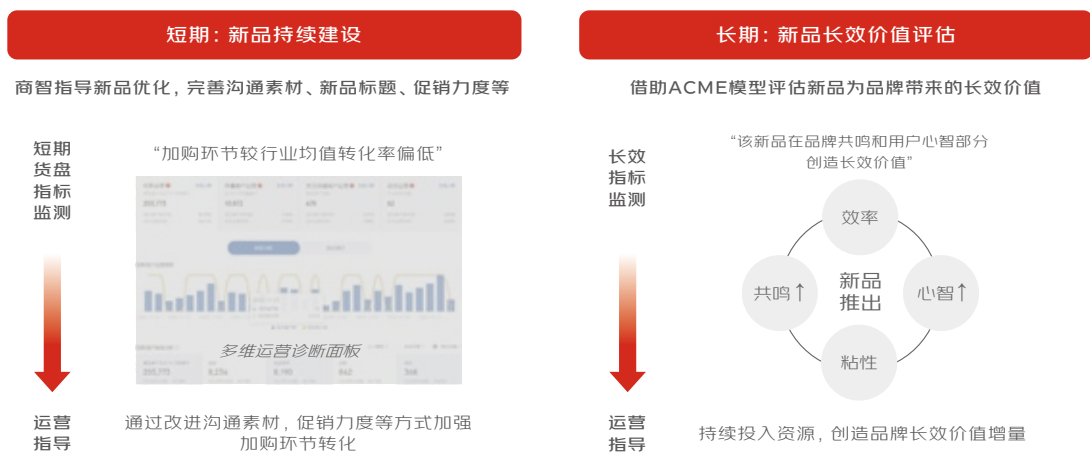 短期：新品持续建设
商智指导新品优化，完善沟通素材、新品标题、促销力度等
短期
货盘
指标
监测
“加购环节较行业均值转化率偏低”
多维运营诊断面板
运营
指导
通过改进沟通素材，促销力度等方式加强
加购环节转化
长期：新品长效价值评估
借助ACME模型评估新品为品牌带来的长效价值
长效
指标
监测
“该新品在品牌共鸣和用户心智部分
创造长效价值”
效率
共鸣↑
新品
推出
心智↑
粘性
运营
指导
持续投入资源，创造品牌长效价值增量